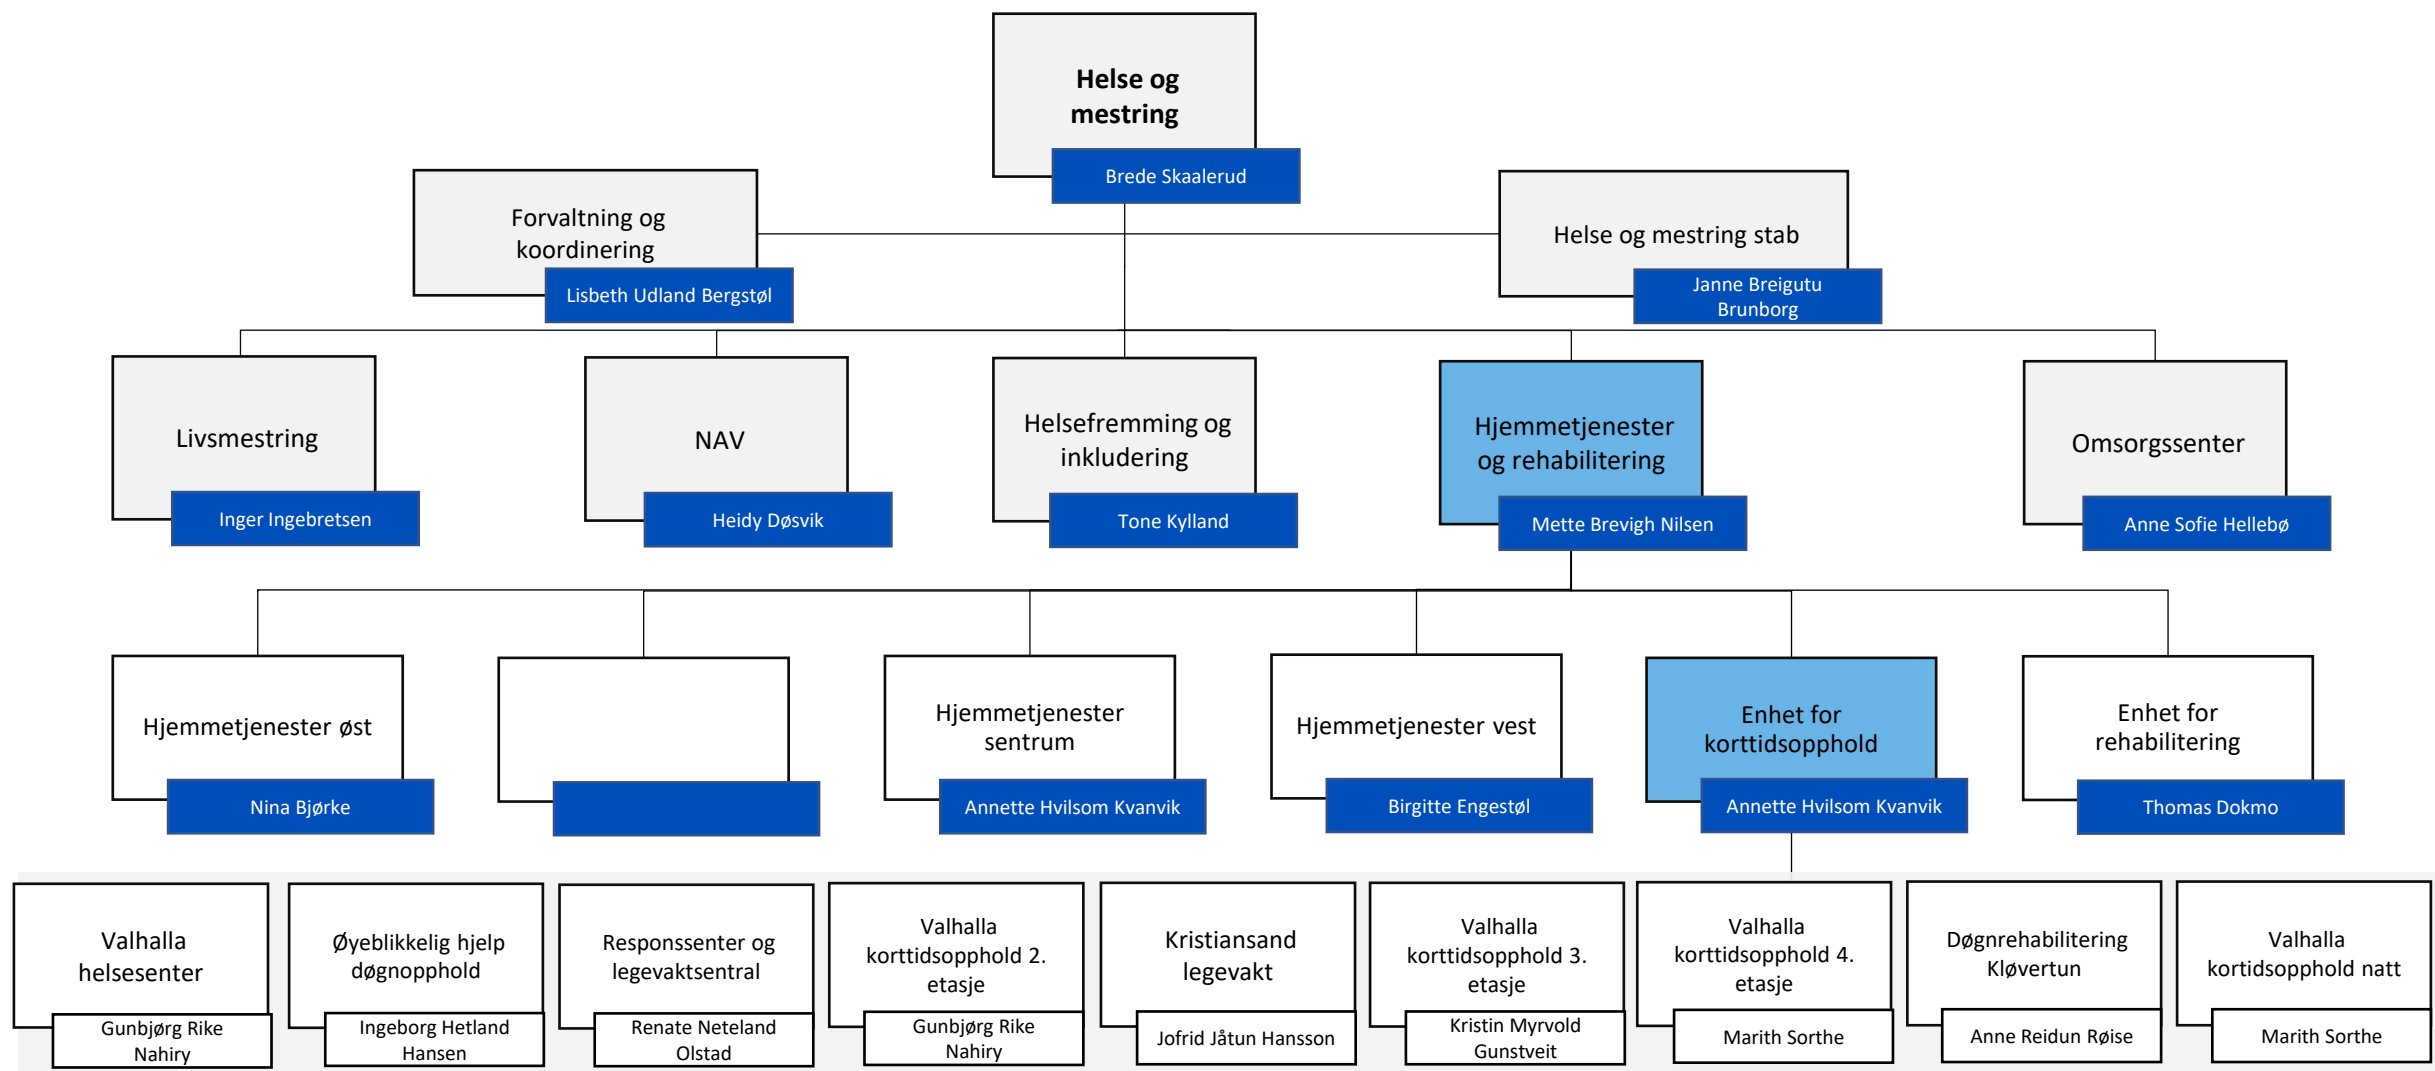 Helse og
mestring
Brede Skaalerud
Forvaltning og
koordinering
Lisbeth Udland Bergstøl
Helse og mestring stab
Janne Breigutu
Brunborg
Livsmestring
Inger Ingebretsen
NAV
Heidy Døsvik
Helsefremming og
inkludering
Tone Kylland
Hjemmetjenester
og rehabilitering
Mette Brevigh Nilsen
Omsorgssenter
Anne Sofie Hellebø
Hjemmetjenester øst
Nina Bjørke
Hjemmetjenester
sentrum
Annette Hvilsom Kvanvik
Hjemmetjenester vest
Birgitte Engestøl
Enhet for
korttidsopphold
Annette Hvilsom Kvanvik
Enhet for
rehabilitering
Thomas Dokmo
Valhalla
helsesenter
Gunbjørg Rike
Nahiry
Øyeblikkelig hjelp
døgnopphold
Ingeborg Hetland
Hansen
Responssenter og
legevaktsentral
Renate Neteland
Olstad
Valhalla
korttidsopphold 2.
etasje
Gunbjørg Rike
Nahiry
Kristiansand
legevakt
Jofrid Jåtun Hansson
Valhalla
korttidsopphold 3.
etasje
Kristin Myrvold
Gunstveit
Valhalla
korttidsopphold 4.
etasje
Marith Sorthe
Døgnrehabilitering
Kløvertun
Anne Reidun Røise
Valhalla
kortidsopphold natt
Marith Sorthe